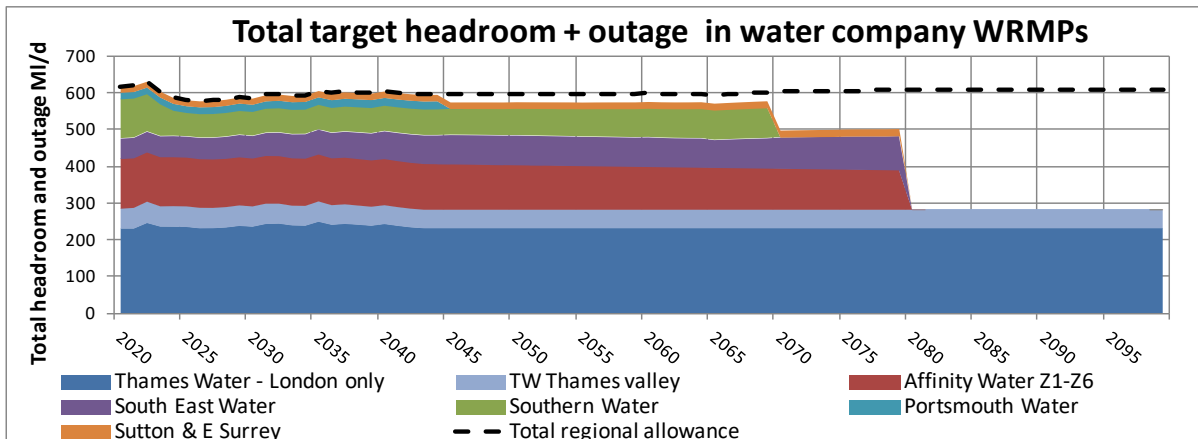 Total target headroom + outage in water company WRMPs
Total headroom and outage Ml/d
700
600
500
400
300
200
100
0
2020
2025
2030
2035
2040
2045
2050
2055
2060
2065
2070
2075
2080
2085
2090
2095
Thames Water - London only
TW Thames valley
Affinity Water Z1-Z6
South East Water
Southern Water
Portsmouth Water
Sutton & E Surrey
Total regional allowance